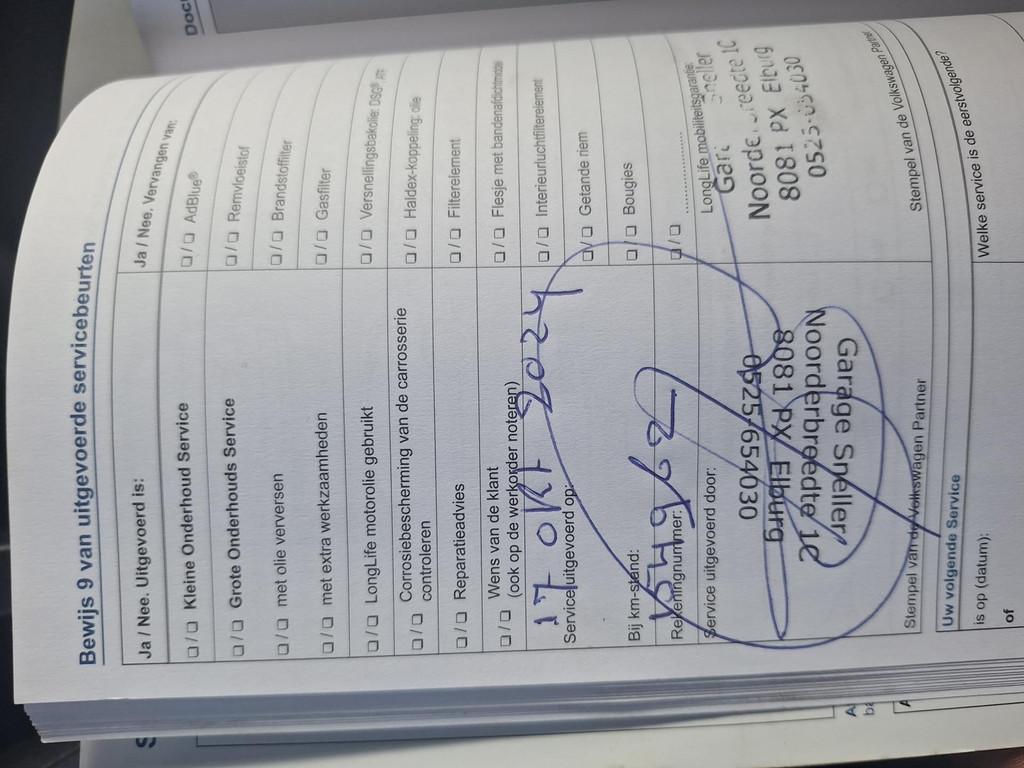 Bewijs 9 van uitgevoerde servicebeurten
Ja / Nee. Uitgevoerd is:
❏ / ❏ Kleine Onderhoud Service
❏ / ❏ Grote Onderhouds Service
❏ / ❏ met olie verversen
❏ / ❏ met extra werkzaamheden
❏ / ❏ LongLife motorolie gebruikt
❏ / ❏ Corrosiebescherming van de carrosserie
controleren
❏ / ❏ Reparatieadvies
❏ / ❏ Wens van de klant
(ook op de werkorder noteren)
17 OKT 2024
Service uitgevoerd op:
Bij km-stand:
Rekeningnummer:
Service uitgevoerd door:
0525-654030
8081 PX Elburg
Noorderbreedte 1C
Garage Sneller
Stempel van de Volkswagen Partner
Ja / Nee. Vervangen van:
❏ / ❏ AdBlue®
❏ / ❏ Remvloeistof
❏ / ❏ Brandstoffilter
❏ / ❏ Gasfilter
❏ / ❏ Versnellingsbakolie: DSG®
❏ / ❏ Haldex-koppeling: olie
❏ / ❏ Filterelement
❏ / ❏ Flesje met bandenafdichtmiddel
❏ / ❏ Interieurluchtfilterelement
❏ / ❏ Getande riem
❏ / ❏ Bougies
❏ / ❏ ....................
LongLife mobiliteitsgarantie:
8081 PX Elburg
0525-654030
Stempel van de Volkswagen Partner
Uw volgende Service
is op (datum):
of
Welke service is de eerstvolgende?